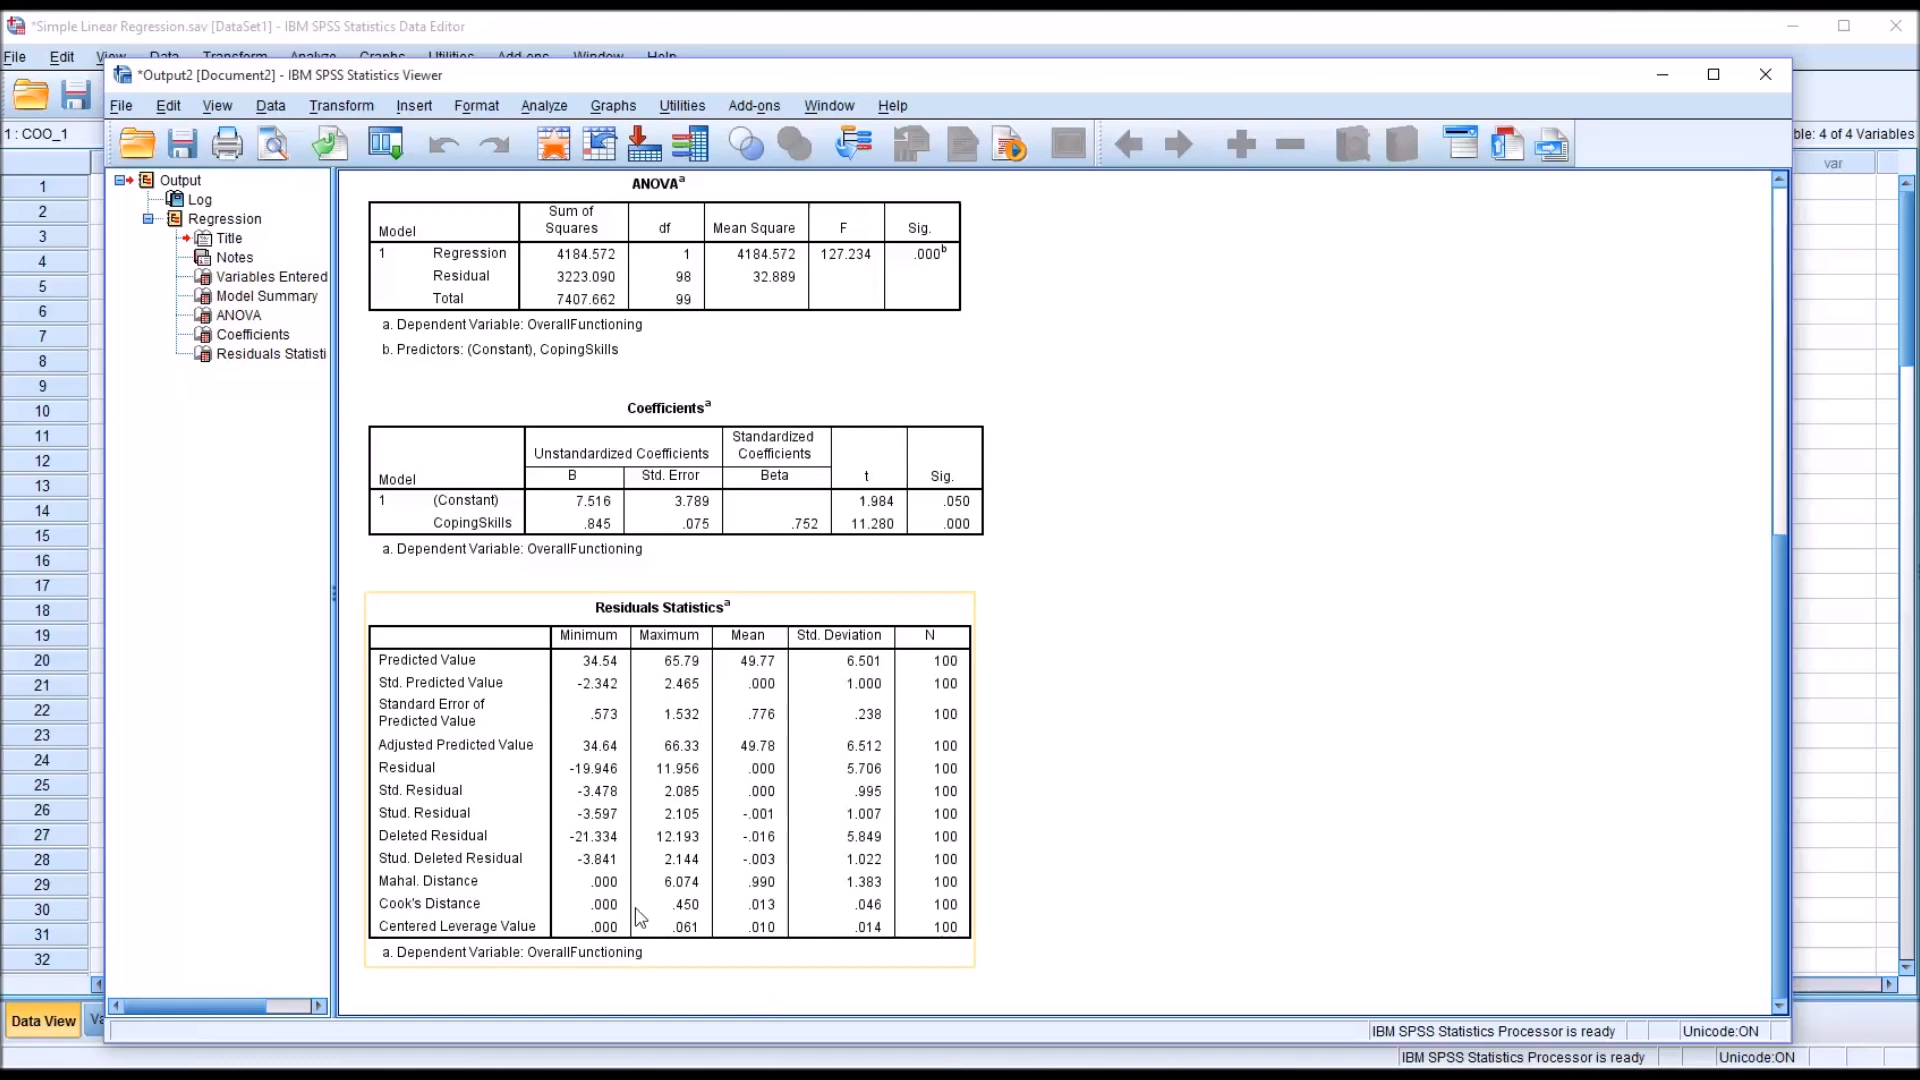 *Simple Linear Regression.sav [DataSet1] - IBM SPSS Statistics Data Editor
File Edit View Data Transform Analyze Graphs Utilities Add-ons Window Help
*Output2 [Document2] - IBM SPSS Statistics Viewer
File Edit View Data Transform Insert Format Analyze Graphs Utilities Add-ons Window Help
1 : COO_1
ble: 4 of 4 Variables
var
1
2
3
4
5
6
7
8
9
10
11
12
13
14
15
16
17
18
19
20
21
22
23
24
25
26
27
28
29
30
31
32
Output
Log
Regression
Title
Notes
Variables Entered
Model Summary
ANOVA
Coefficients
Residuals Statisti
ANOVAa
Model Sum of Squares df Mean Square F Sig.
1 Regression 4184.572 1 4184.572 127.234 .000b
Residual 3223.090 98 32.889
Total 7407.662 99
a. Dependent Variable: OverallFunctioning
b. Predictors: (Constant), CopingSkills
Coefficientsa
Model Unstandardized Coefficients Standardized Coefficients t Sig.
B Std. Error Beta
1 (Constant) 7.516 3.789 1.984 .050
CopingSkills .845 .075 .752 11.280 .000
a. Dependent Variable: OverallFunctioning
Residuals Statisticsa
Minimum Maximum Mean Std. Deviation N
Predicted Value 34.54 65.79 49.77 6.501 100
Std. Predicted Value -2.342 2.465 .000 1.000 100
Standard Error of Predicted Value .573 1.532 .776 .238 100
Adjusted Predicted Value 34.64 66.33 49.78 6.512 100
Residual -19.946 11.956 .000 5.706 100
Std. Residual -3.478 2.085 .000 .995 100
Stud. Residual -3.597 2.105 -.001 1.007 100
Deleted Residual -21.334 12.193 -.016 5.849 100
Stud. Deleted Residual -3.841 2.144 -.003 1.022 100
Mahal. Distance .000 6.074 .990 1.383 100
Cook's Distance .000 .450 .013 .046 100
Centered Leverage Value .000 .061 .010 .014 100
a. Dependent Variable: OverallFunctioning
Data View Va
IBM SPSS Statistics Processor is ready Unicode:ON
IBM SPSS Statistics Processor is ready Unicode:ON